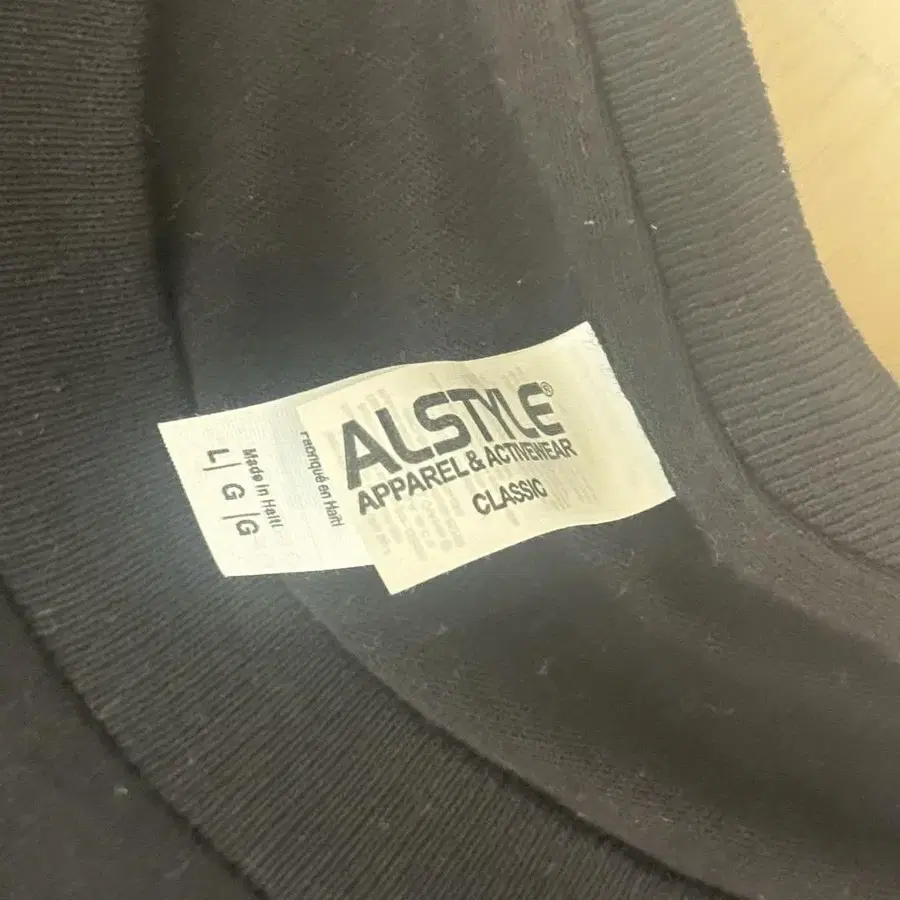 ALSTYLE®
APPAREL & ACTIVEWEAR
CLASSIC
L | G | G
Made in Haiti
Fabriqué en Haïti